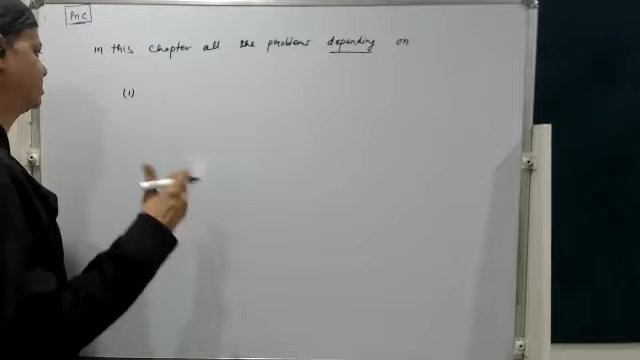 PnC
in this chapter all the problems depending on
(1)